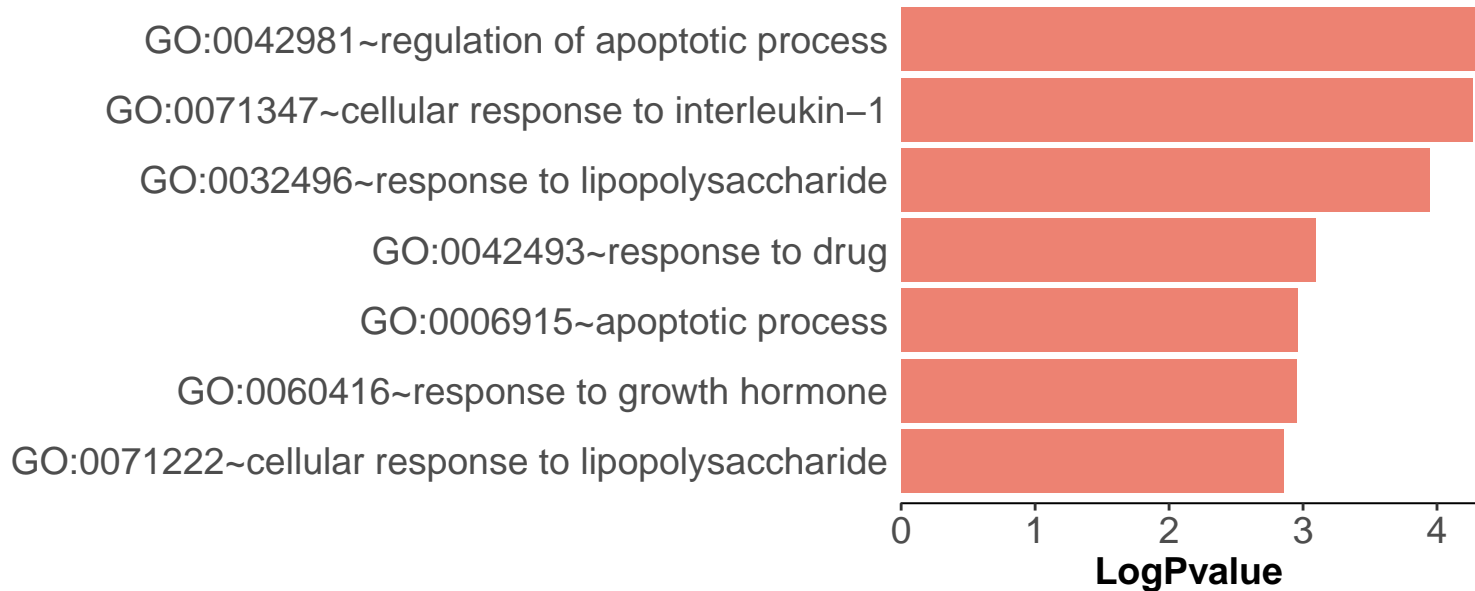 GO:0042981~regulation of apoptotic process
GO:0071347~cellular response to interleukin−1
GO:0032496~response to lipopolysaccharide
GO:0042493~response to drug
GO:0006915~apoptotic process
GO:0060416~response to growth hormone
GO:0071222~cellular response to lipopolysaccharide
0 1 2 3 4
LogPvalue